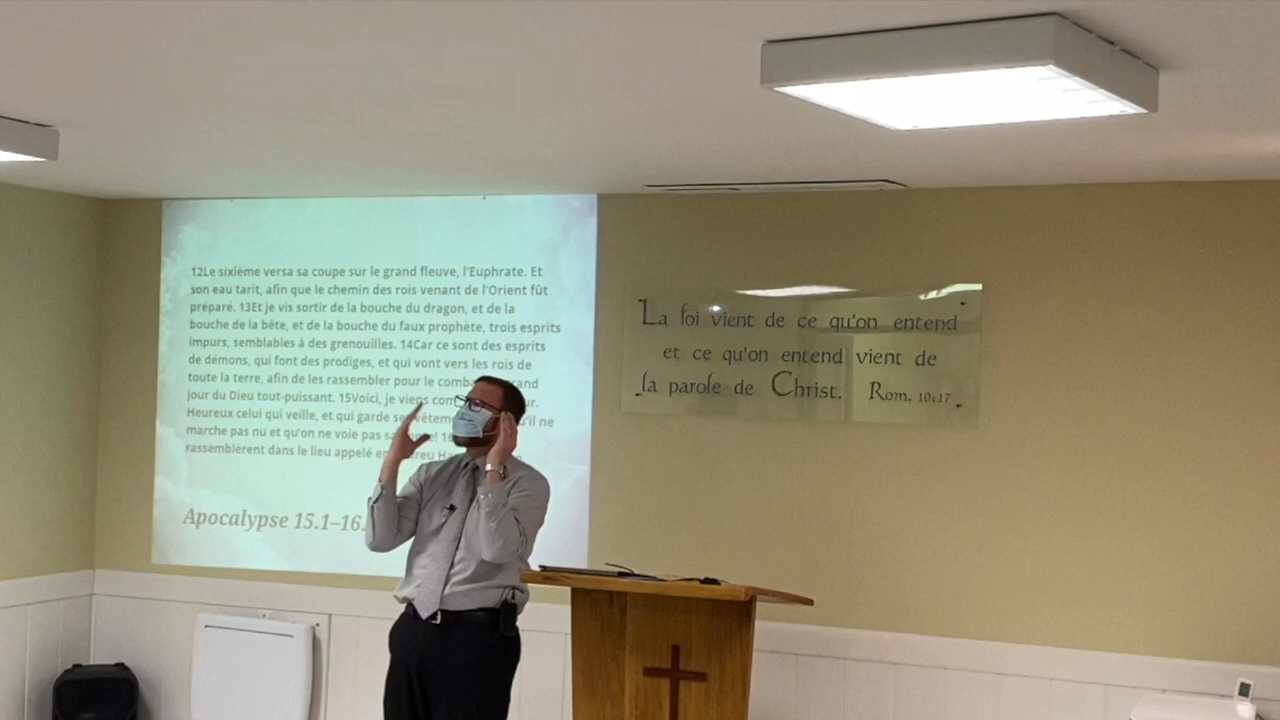 12Le sixième versa sa coupe sur le grand fleuve, l'Euphrate. Et
son eau tarit, afin que le chemin des rois venant de l'Orient fût
préparé. 13Et je vis sortir de la bouche du dragon, et de la
bouche de la bête, et de la bouche du faux prophète, trois esprits
impurs, semblables à des grenouilles. 14Car ce sont des esprits
de démons, qui font des prodiges, et qui vont vers les rois de
toute la terre, afin de les rassembler pour le
jour du Dieu tout-puissant. 15Voici, je viens
Heureux celui qui veille, et qui garde ne
marche pas nu et qu'on ne voie pas
rassemblèrent dans le lieu appelé
Apocalypse 15.1–16.
La foi vient de ce qu'on entend
et ce qu'on entend vient de
la parole de Christ. Rom. 10:17